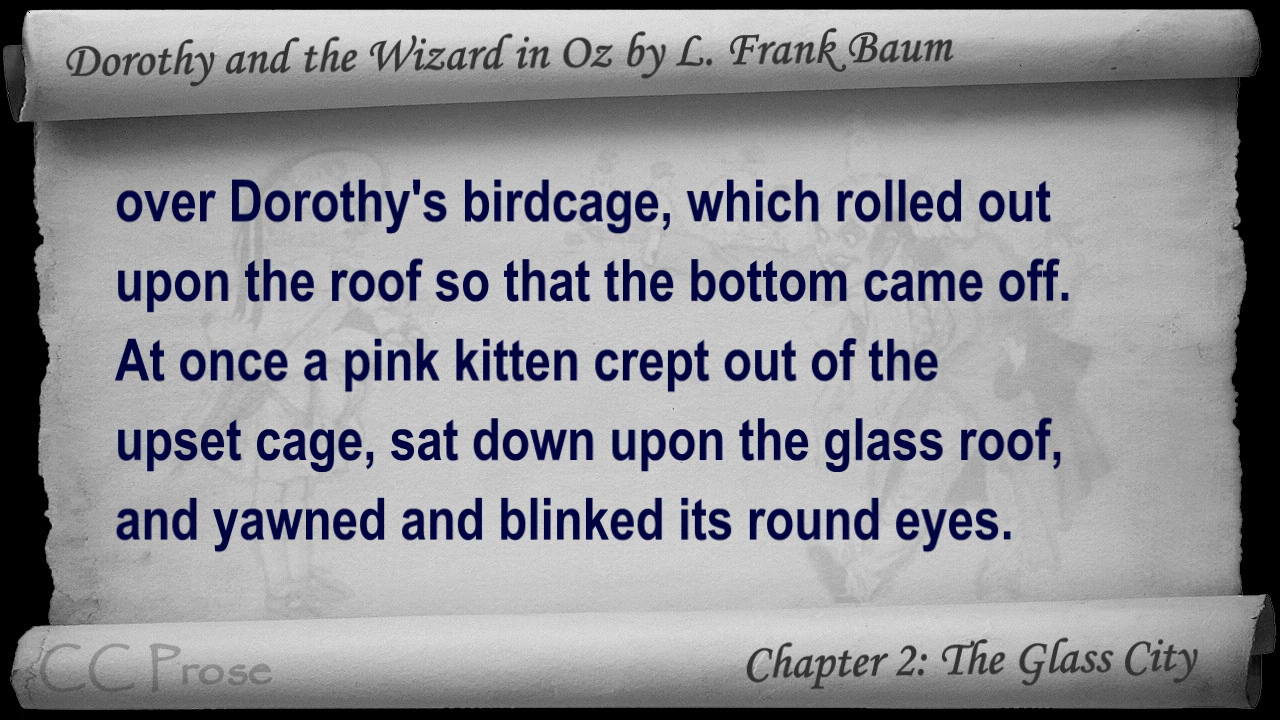 Dorothy and the Wizard in Oz by L. Frank Baum
over Dorothy's birdcage, which rolled out
upon the roof so that the bottom came off.
At once a pink kitten crept out of the
upset cage, sat down upon the glass roof,
and yawned and blinked its round eyes.
CC Prose
Chapter 2: The Glass City